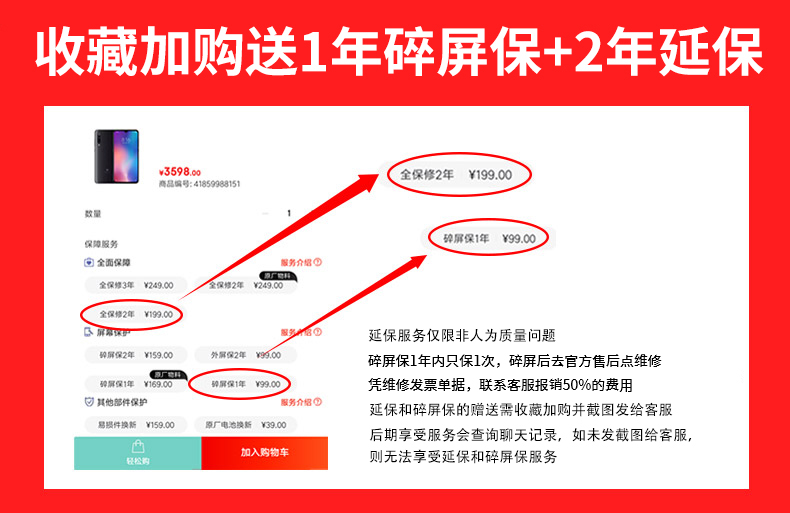 收藏加购送1年碎屏保+2年延保
¥3598.00
商品编号: 41859988151
数量
1
保障服务
全面保障
服务介绍
全保修3年 ¥249.00
原厂物料
全保修2年 ¥249.00
全保修2年 ¥199.00
屏幕保护
服务介绍
碎屏保2年 ¥159.00
外屏保2年 ¥99.00
原厂物料
碎屏保1年 ¥169.00
碎屏保1年 ¥99.00
其他部件保护
服务介绍
易损件换新 ¥159.00
原厂电池换新 ¥39.00
轻松购
加入购物车
全保修2年 ¥199.00
碎屏保1年 ¥99.00
延保服务仅限非人为质量问题
碎屏保1年内只保1次，碎屏后去官方售后点维修
凭维修发票单据，联系客服报销50%的费用
延保和碎屏保的赠送需收藏加购并截图发给客服
后期享受服务会查询聊天记录，如未发截图给客服，
则无法享受延保和碎屏保服务